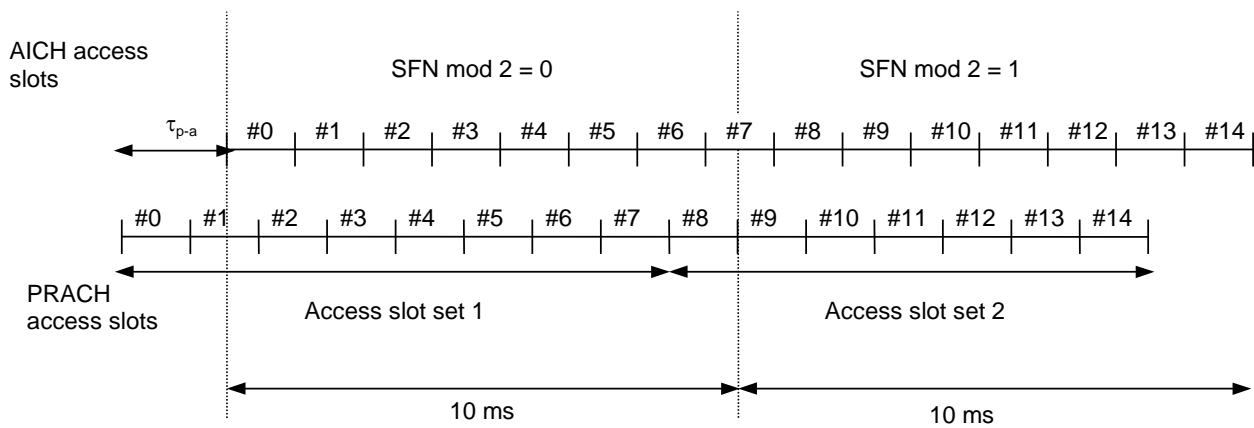 AICH access
slots
SFN mod 2 = 0
SFN mod 2 = 1
τp-a
#0 #1 #2 #3 #4 #5 #6 #7 #8 #9 #10 #11 #12 #13 #14
#0 #1 #2 #3 #4 #5 #6 #7 #8 #9 #10 #11 #12 #13 #14
PRACH
access slots
Access slot set 1
Access slot set 2
10 ms
10 ms